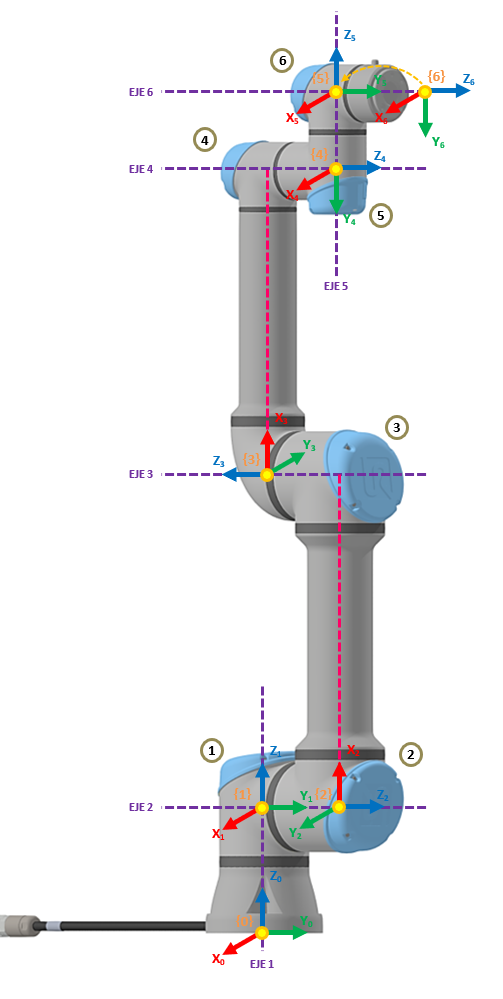 Z₅
6
{5}
{6}
Y₅
Z₆
EJE 6
X₅
X₆
Y₆
4
{4}
Z₄
EJE 4
X₄
5
Y₄
EJE 5
X₃
3
Y₃
{3}
Z₃
EJE 3
1
Z₁
X₂
2
{1}
Y₁
{2}
Z₂
EJE 2
X₁
Y₂
Z₀
{0}
Y₀
X₀
EJE 1